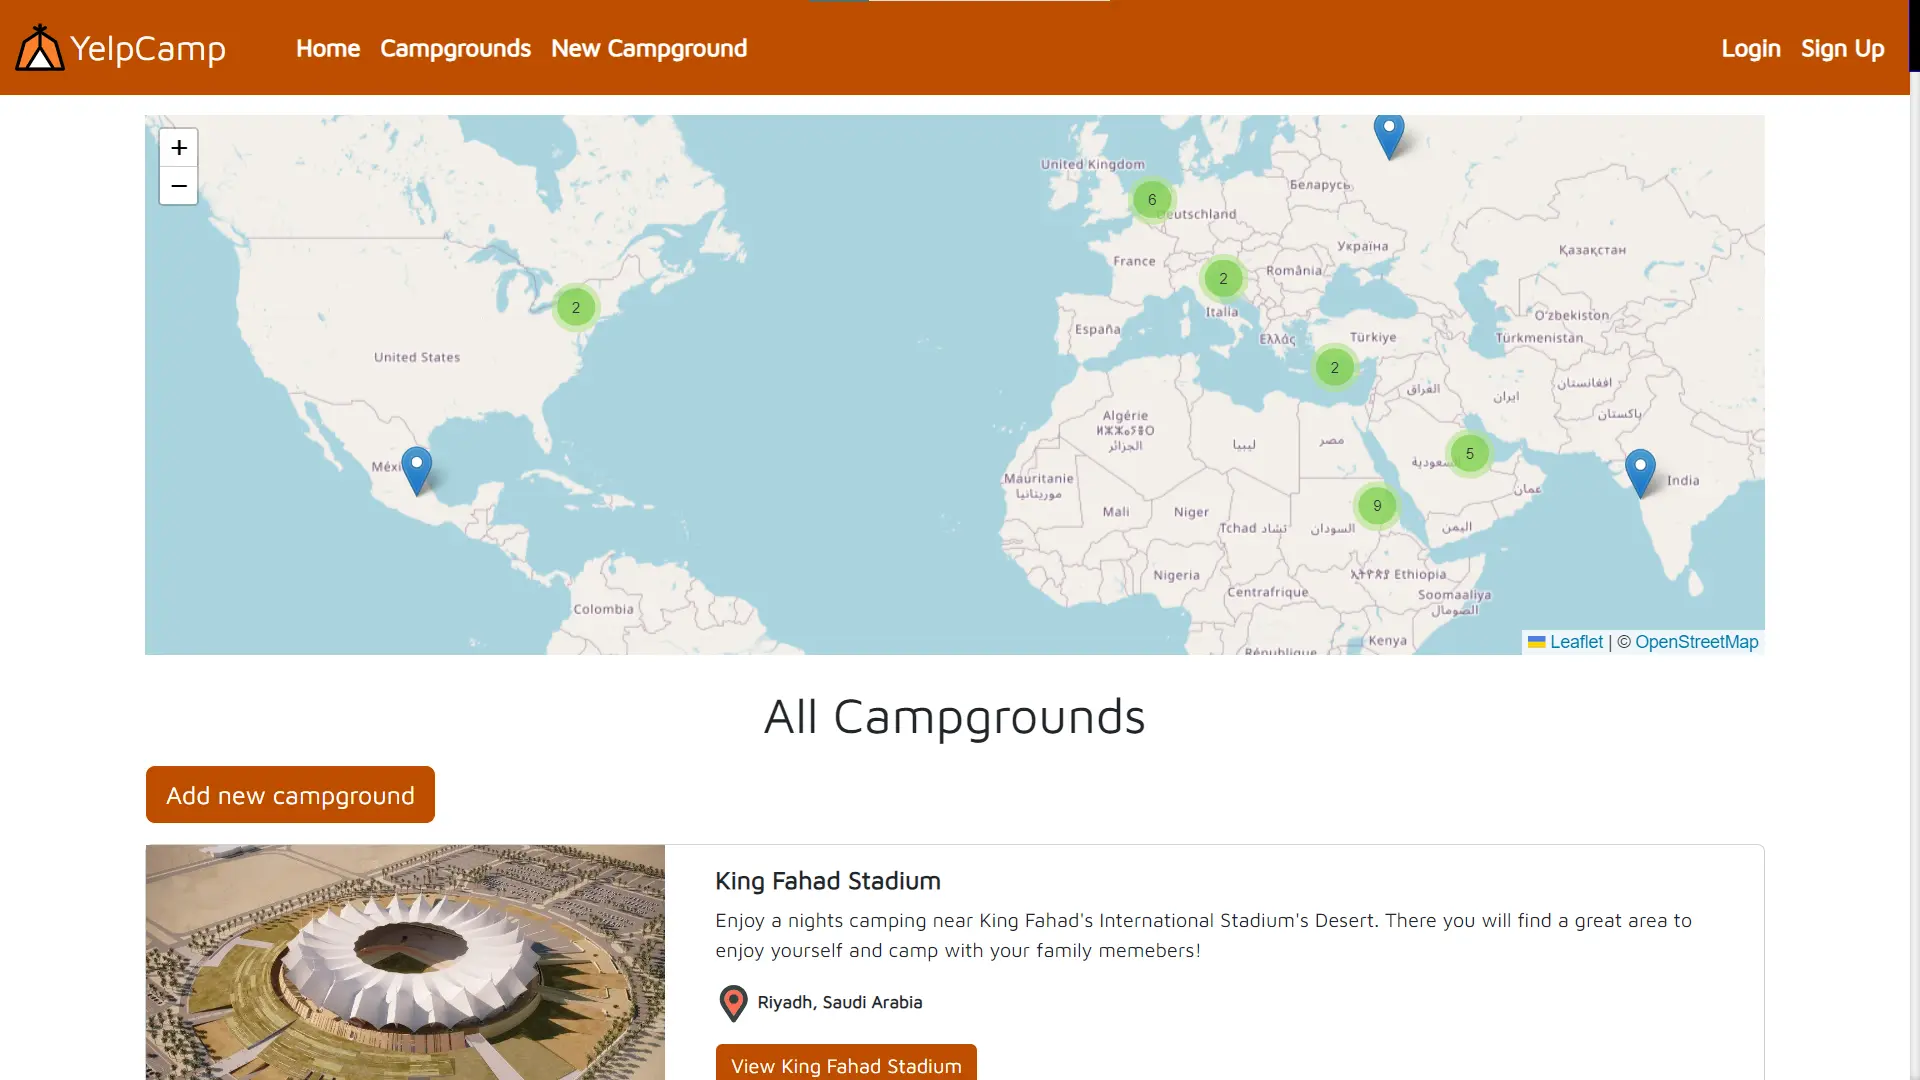 YelpCamp
Home Campgrounds New Campground
Login Sign Up
+
−
United Kingdom
Беларусь
6
Deutschland
Україна
Қазақстан
France
România
2
2
Italia
Oʻzbekiston
España
Ελλάς
Türkiye
Türkmenistan
United States
2
العراق
ایران
افغانستان
پاکستان
Algérie
ⵍⵣⵣⴰⵢⴻⵔ
الجزائر
ليبيا
مصر
السعودية
5
Méxi
India
Mauritanie
موريتانيا
عمان
9
Mali
Niger
Tchad تشاد
السودان
اليمن
Nigeria
ኢትዮጵያ Ethiopia
Centrafrique
Soomaaliya
الصومال
Colombia
Kenya
République
Leaflet | © OpenStreetMap
All Campgrounds
Add new campground
King Fahad Stadium
Enjoy a nights camping near King Fahad's International Stadium's Desert. There you will find a great area to
enjoy yourself and camp with your family memebers!
Riyadh, Saudi Arabia
View King Fahad Stadium